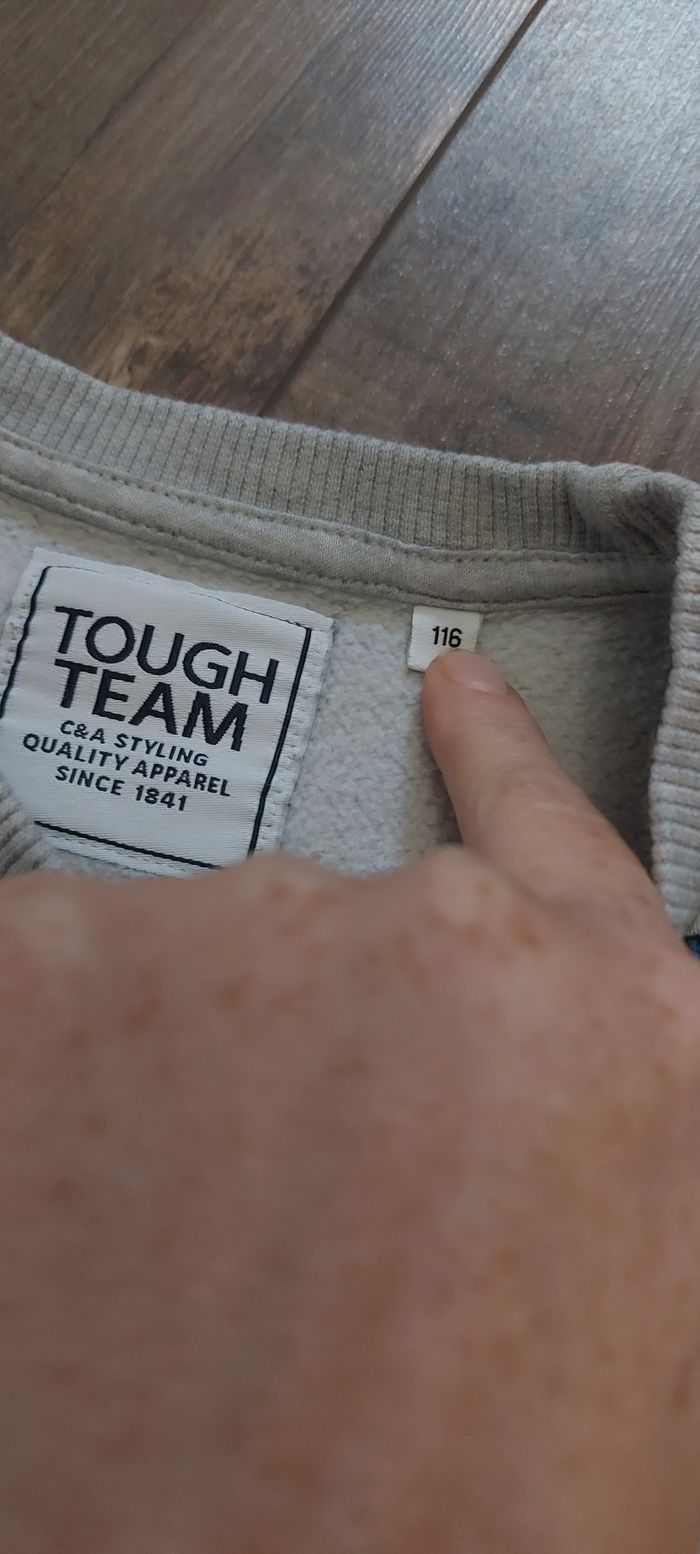 TOUGH
TEAM
C&A STYLING
QUALITY APPAREL
SINCE 1841
116